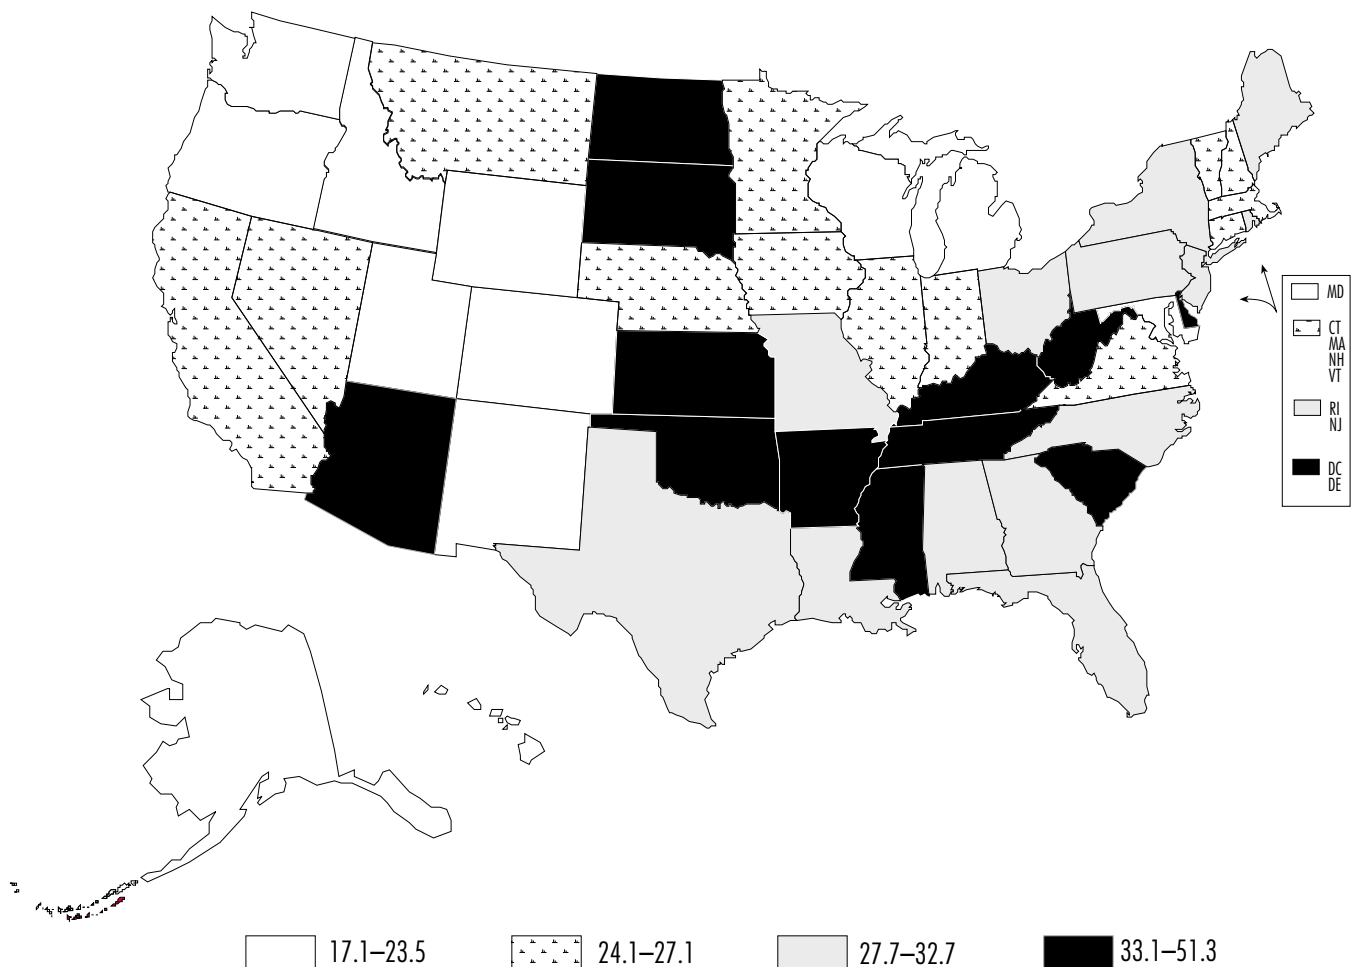 MD
CT
MA
NH
VT
RI
NJ
DC
DE
17.1–23.5 24.1–27.1 27.7–32.7 33.1–51.3